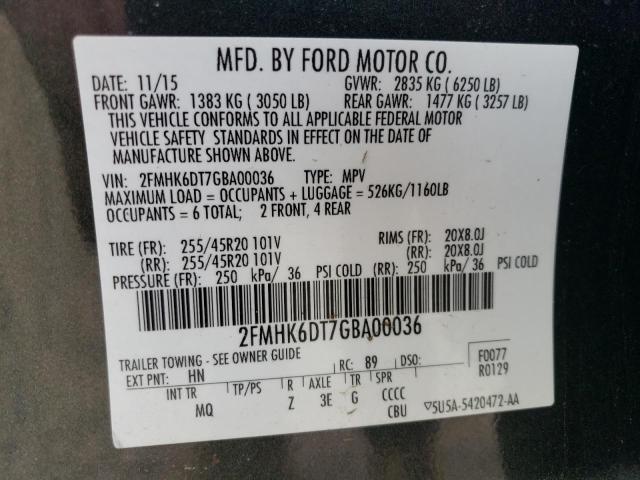 MFD. BY FORD MOTOR CO.
DATE: 11/15 GVWR: 2835 KG ( 6250 LB)
FRONT GAWR: 1383 KG ( 3050 LB) REAR GAWR: 1477 KG ( 3257 LB)
THIS VEHICLE CONFORMS TO ALL APPLICABLE FEDERAL MOTOR
VEHICLE SAFETY STANDARDS IN EFFECT ON THE DATE OF
MANUFACTURE SHOWN ABOVE.
VIN: 2FMHK6DT7GBA00036 TYPE: MPV
MAXIMUM LOAD = OCCUPANTS + LUGGAGE = 526KG/1160LB
OCCUPANTS = 6 TOTAL; 2 FRONT, 4 REAR
TIRE (FR): 255/45R20 101V RIMS (FR): 20X8.0J
(RR): 255/45R20 101V (RR): 20X8.0J
PRESSURE (FR): 250 kPa/ 36 PSI COLD (RR): 250 kPa/ 36 PSI COLD
2FMHK6DT7GBA00036
TRAILER TOWING - SEE OWNER GUIDE
EXT PNT: HN RC: 89 DSO: F0077
R0129
INT TR TP/PS R AXLE TR SPR
MQ Z 3E G CCCC
CBU ▽5U5A-5420472-AA